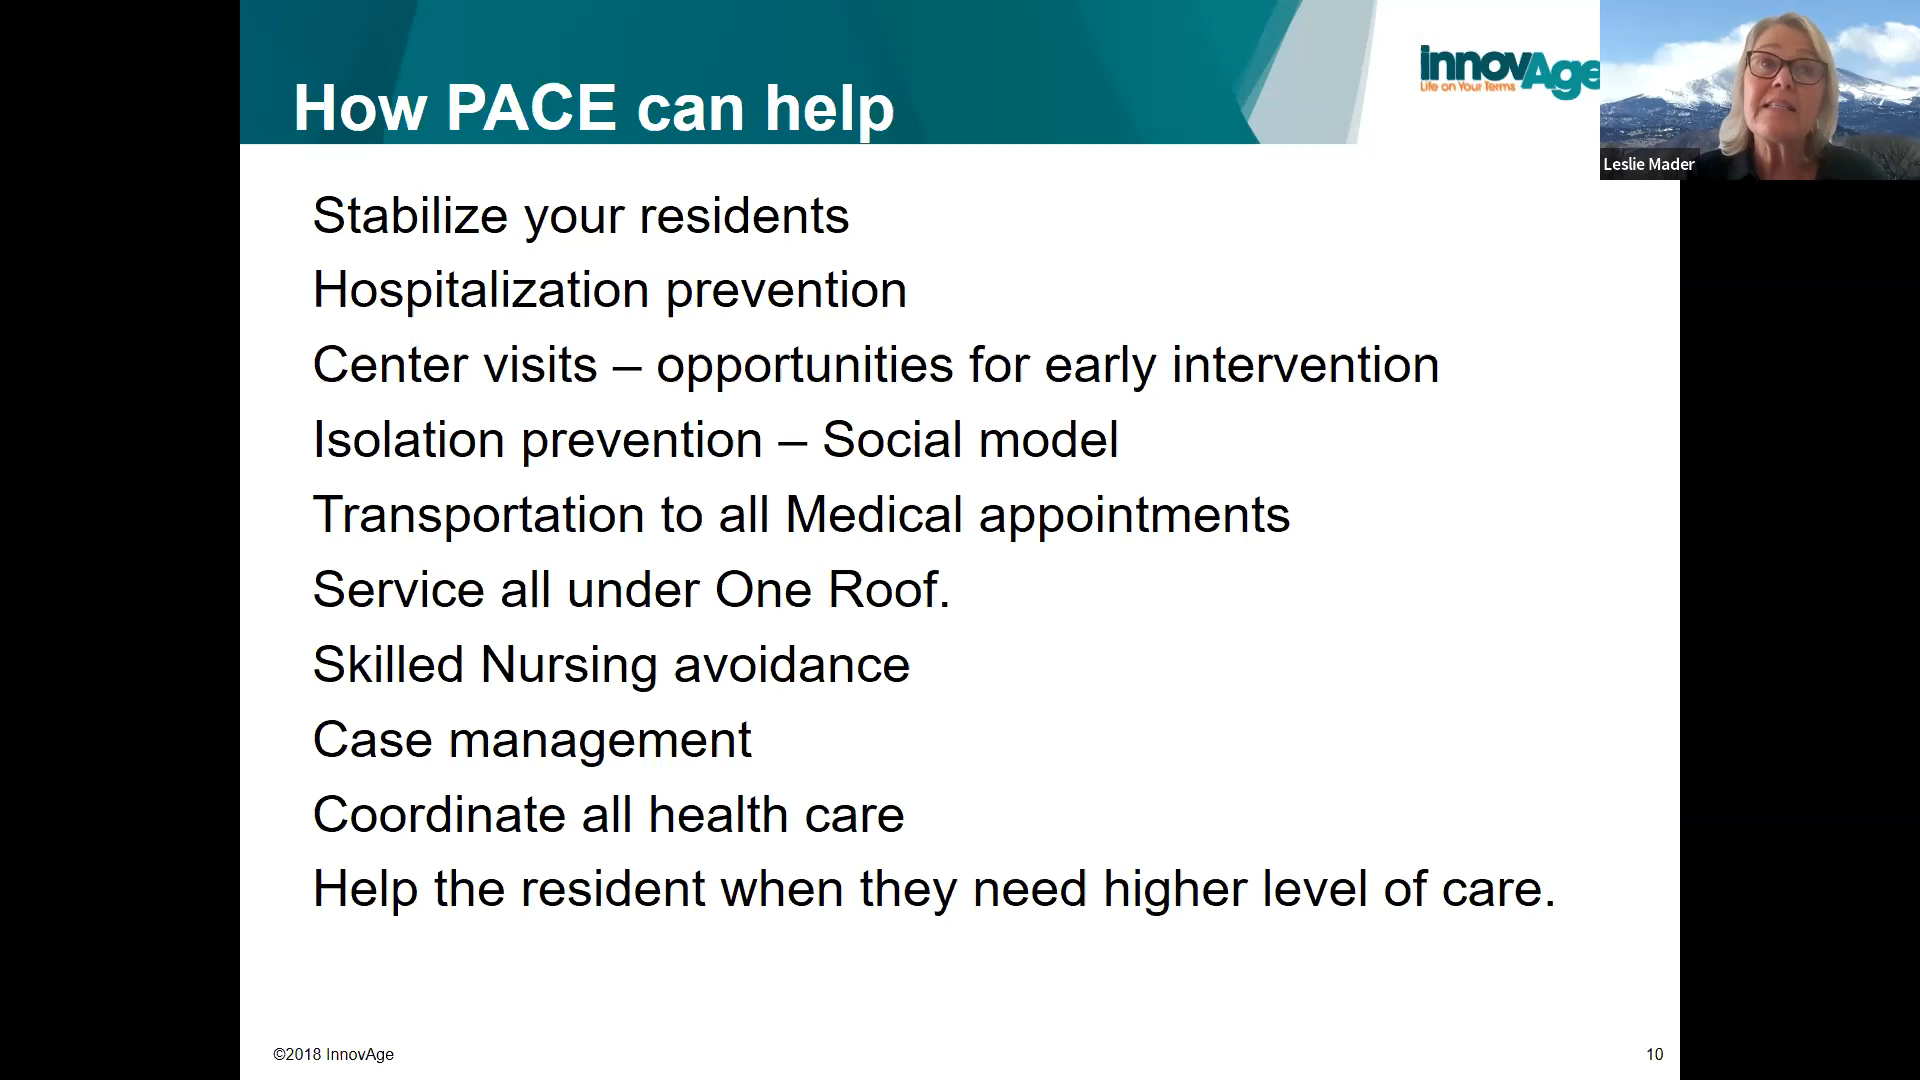 How PACE can help
innovAge
Life on Your Terms
Leslie Mader
Stabilize your residents
Hospitalization prevention
Center visits – opportunities for early intervention
Isolation prevention – Social model
Transportation to all Medical appointments
Service all under One Roof.
Skilled Nursing avoidance
Case management
Coordinate all health care
Help the resident when they need higher level of care.
©2018 InnovAge
10